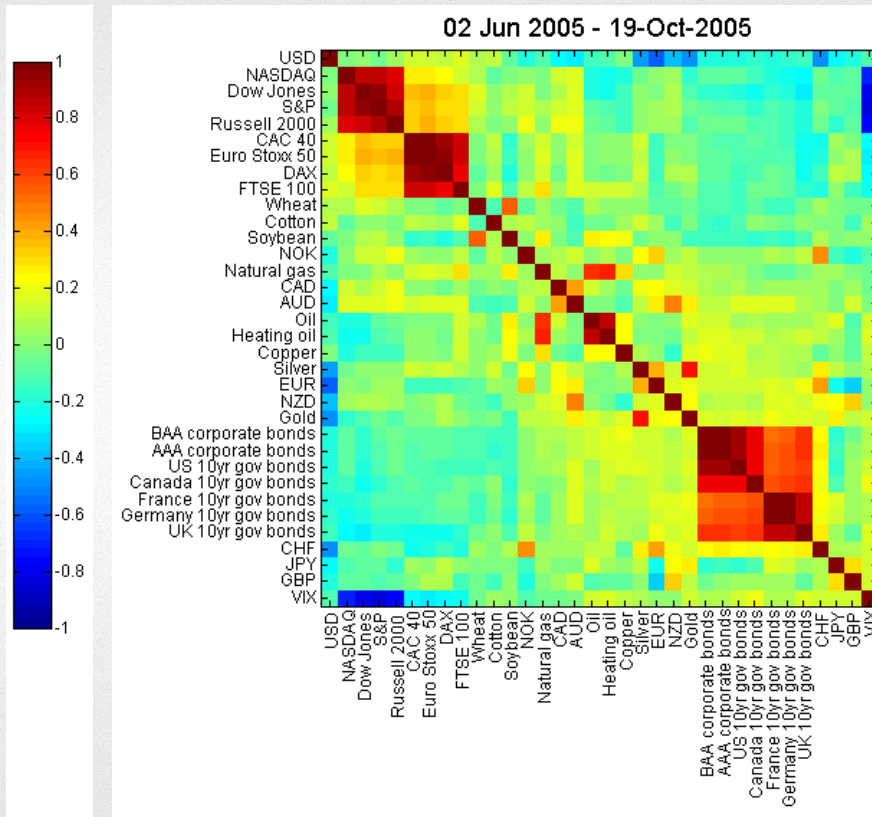 02 Jun 2005 - 19-Oct-2005
1
0.8
0.6
0.4
0.2
0
-0.2
-0.4
-0.6
-0.8
-1
USD
NASDAQ
Dow Jones
S&P
Russell 2000
CAC 40
Euro Stoxx 50
DAX
FTSE 100
Wheat
Cotton
Soybean
NOK
Natural gas
CAD
AUD
Oil
Heating oil
Copper
Silver
EUR
NZD
Gold
BAA corporate bonds
AAA corporate bonds
US 10yr gov bonds
Canada 10yr gov bonds
France 10yr gov bonds
Germany 10yr gov bonds
UK 10yr gov bonds
CHF
JPY
GBP
VIX
USD
NASDAQ
Dow Jones
S&P
Russell 2000
CAC 40
Euro Stoxx 50
DAX
FTSE 100
Wheat
Cotton
Soybean
NOK
Natural gas
CAD
AUD
Oil
Heating oil
Copper
Silver
EUR
NZD
Gold
BAA corporate bonds
AAA corporate bonds
US 10yr gov bonds
Canada 10yr gov bonds
France 10yr gov bonds
Germany 10yr gov bonds
UK 10yr gov bonds
CHF
JPY
GBP
VIX